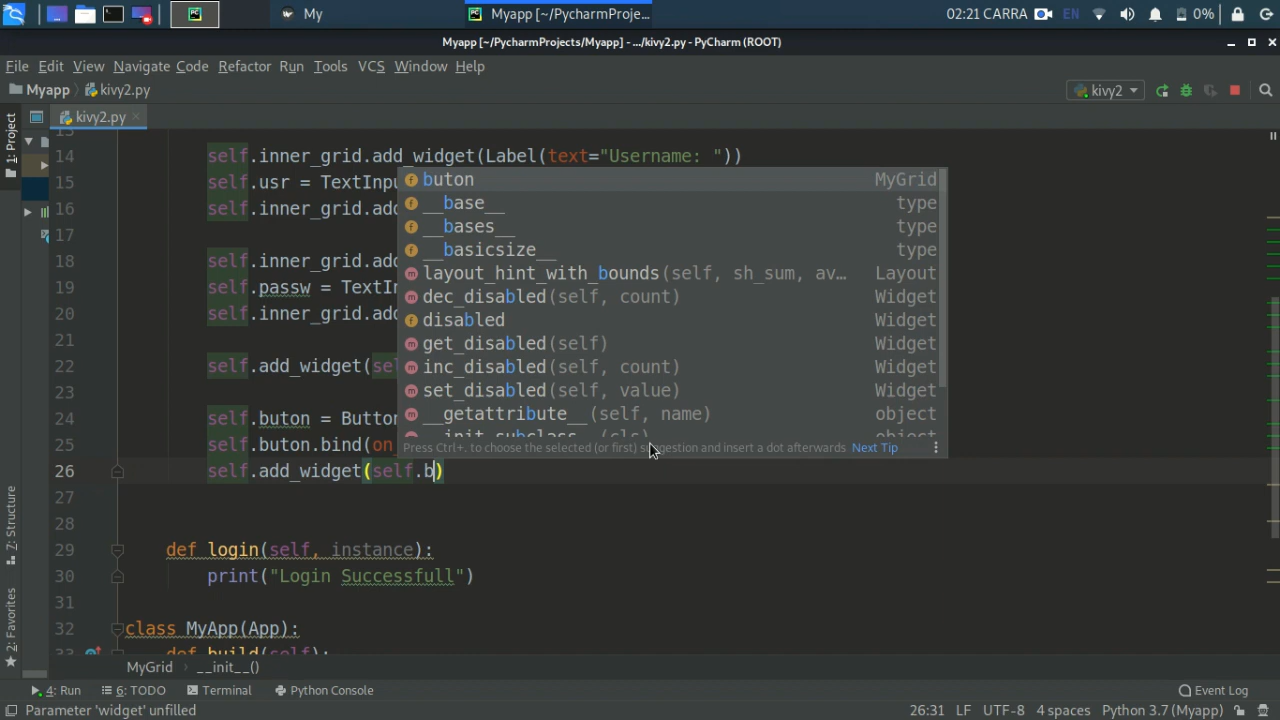 My
Myapp [~/PycharmProje...
02:21 CARRA
EN
0%
Myapp [~/PycharmProjects/Myapp] - .../kivy2.py - PyCharm (ROOT)
File Edit View Navigate Code Refactor Run Tools VCS Window Help
Myapp kivy2.py
kivy2
kivy2.py
1: Project
14 self.inner_grid.add_widget(Label(text="Username: "))
15 self.usr = TextInpu
16 self.inner_grid.add
17
18 self.inner_grid.add
19 self.passw = TextIn
20 self.inner_grid.add
21
22 self.add_widget(sel
23
24 self.buton = Button
25 self.buton.bind(on_
26 self.add_widget(self.b)
27
28
29 def login(self, instance):
30 print("Login Successfull")
31
32 class MyApp(App):
33 def build(self):
buton MyGrid
__base__ type
__bases__ type
__basicsize__ type
layout_hint_with_bounds(self, sh_sum, av... Layout
dec_disabled(self, count) Widget
disabled Widget
get_disabled(self) Widget
inc_disabled(self, count) Widget
set_disabled(self, value) Widget
__getattribute__(self, name) object
__init_subclass__(cls) object
Press Ctrl+. to choose the selected (or first) suggestion and insert a dot afterwards Next Tip
7: Structure
2: Favorites
MyGrid › __init__()
4: Run 6: TODO Terminal Python Console Event Log
Parameter 'widget' unfilled 26:31 LF UTF-8 4 spaces Python 3.7 (Myapp)